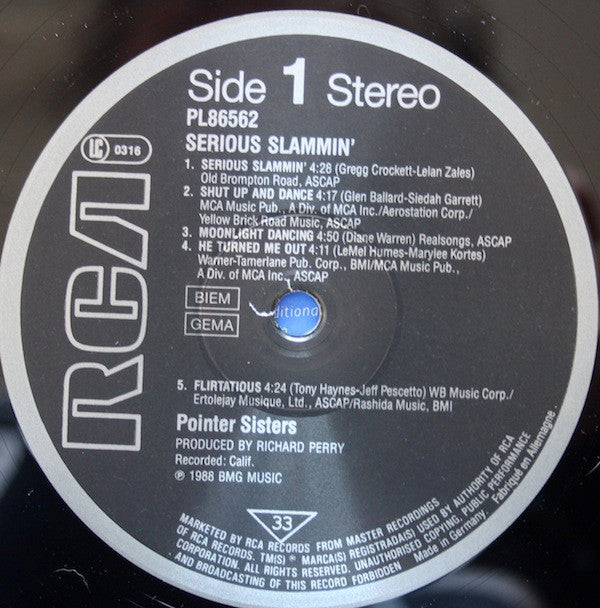 Side 1 Stereo
PL86562
SERIOUS SLAMMIN'
LC 0316
RCA
1. SERIOUS SLAMMIN' 4:28 (Gregg Crockett-Lelan Zales)
Old Brompton Road, ASCAP
2. SHUT UP AND DANCE 4:17 (Glen Ballard-Siedah Garrett)
MCA Music Pub., A Div. of MCA Inc./Aerostation Corp./
Yellow Brick Road Music, ASCAP
3. MOONLIGHT DANCING 4:50 (Diane Warren) Realsongs, ASCAP
4. HE TURNED ME OUT 4:11 (LeMel Humes-Marylee Kortes)
Warner-Tamerlane Pub. Corp., BMI/MCA Music Pub.,
A Div. of MCA Inc., ASCAP
BIEM
GEMA
ditional
5. FLIRTATIOUS 4:24 (Tony Haynes-Jeff Pescetto) WB Music Corp./
Ertolejay Musique, Ltd., ASCAP/Rashida Music, BMI
Pointer Sisters
PRODUCED BY RICHARD PERRY
Recorded: Calif.
℗ 1988 BMG MUSIC
33
MARKETED BY RCA RECORDS FROM MASTER RECORDINGS
OF RCA RECORDS. TM(S) ® MARCA(S) REGISTRADA(S) USED BY AUTHORITY OF RCA
CORPORATION. ALL RIGHTS RESERVED. UNAUTHORISED COPYING, PUBLIC PERFORMANCE
AND BROADCASTING OF THIS RECORD FORBIDDEN
Made in Germany. Fabriqué en Allemagne